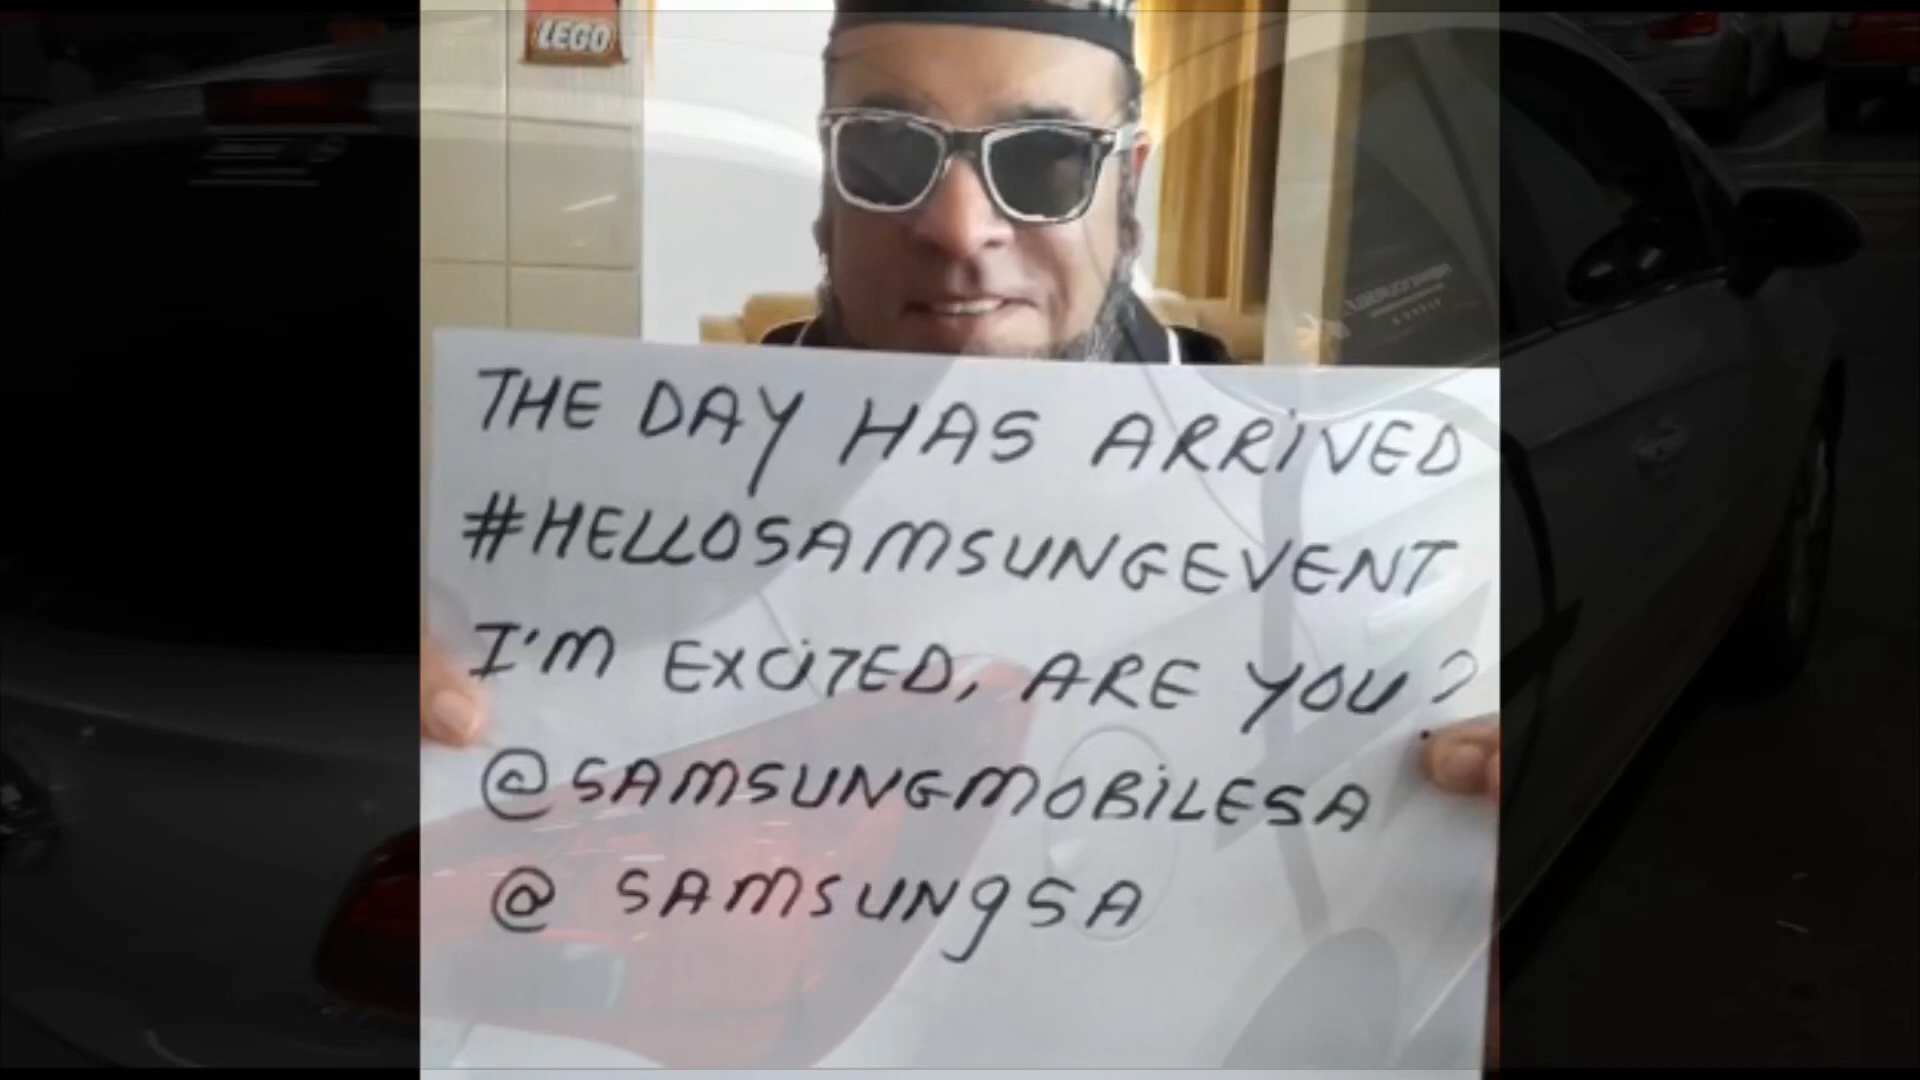 LEGO
THE DAY HAS ARRIVED
#HELLOSAMSUNGEVENT
I'M EXCITED, ARE YOU?
@SAMSUNGMOBILESA
@ SAMSUNgSA